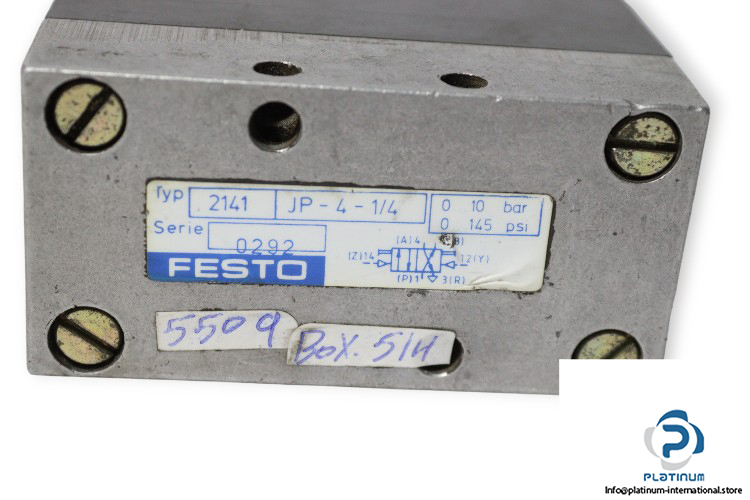 Typ 2141 JP - 4 - 1/4 0 10 bar
0 145 psi
Serie 0292
FESTO
(A)4 (B)
(Z)14 12(Y)
(P)1 3(R)
5509
Box. 5/H
PLATINUM
Info@platinum-international.store